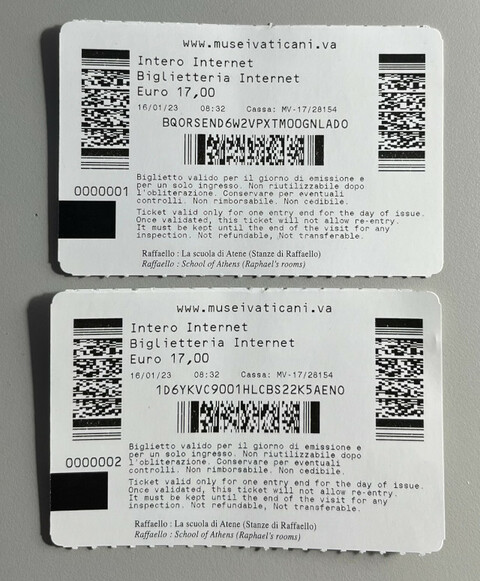 www.museivaticani.va
Intero Internet
Biglietteria Internet
Euro 17,00
16/01/23 08:32 Cassa: MV-17/28154
BQORSEND6W2VPXTMOOGNLADO
0000001
Biglietto valido per il giorno di emissione e
per un solo ingresso. Non riutilizzabile dopo
l'obliterazione. Conservare per eventuali
controlli. Non rimborsabile. Non cedibile.
Ticket valid only for one entry end for the day of issue.
Once validated, this ticket will not allow re-entry.
It must be kept until the end of the visit for any
inspection. Not refundable, Not transferable.
Raffaello : La scuola di Atene (Stanze di Raffaello)
Raffaello : School of Athens (Raphael's rooms)
www.museivaticani.va
Intero Internet
Biglietteria Internet
Euro 17,00
16/01/23 08:32 Cassa: MV-17/28154
1D6YKVC9OO1HLCBS22K5AENO
0000002
Biglietto valido per il giorno di emissione e
per un solo ingresso. Non riutilizzabile dopo
l'obliterazione. Conservare per eventuali
controlli. Non rimborsabile. Non cedibile.
Ticket valid only for one entry end for the day of issue.
Once validated, this ticket will not allow re-entry.
It must be kept until the end of the visit for any
inspection. Not refundable, Not transferable.
Raffaello : La scuola di Atene (Stanze di Raffaello)
Raffaello : School of Athens (Raphael's rooms)